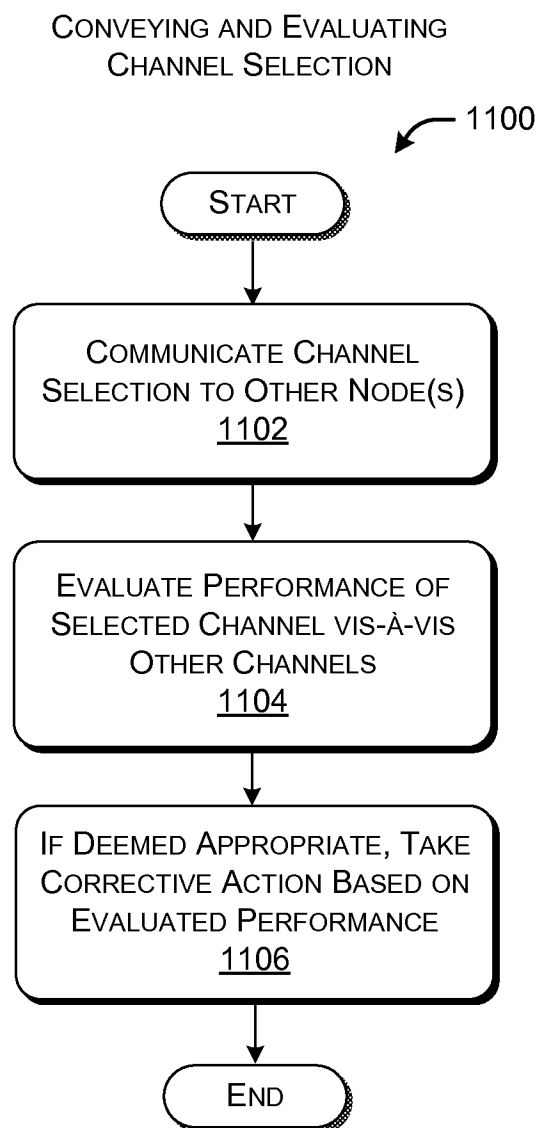 CONVEYING AND EVALUATING
CHANNEL SELECTION
1100
START
COMMUNICATE CHANNEL
SELECTION TO OTHER NODE(S)
1102
EVALUATE PERFORMANCE OF
SELECTED CHANNEL VIS-À-VIS
OTHER CHANNELS
1104
IF DEEMED APPROPRIATE, TAKE
CORRECTIVE ACTION BASED ON
EVALUATED PERFORMANCE
1106
END